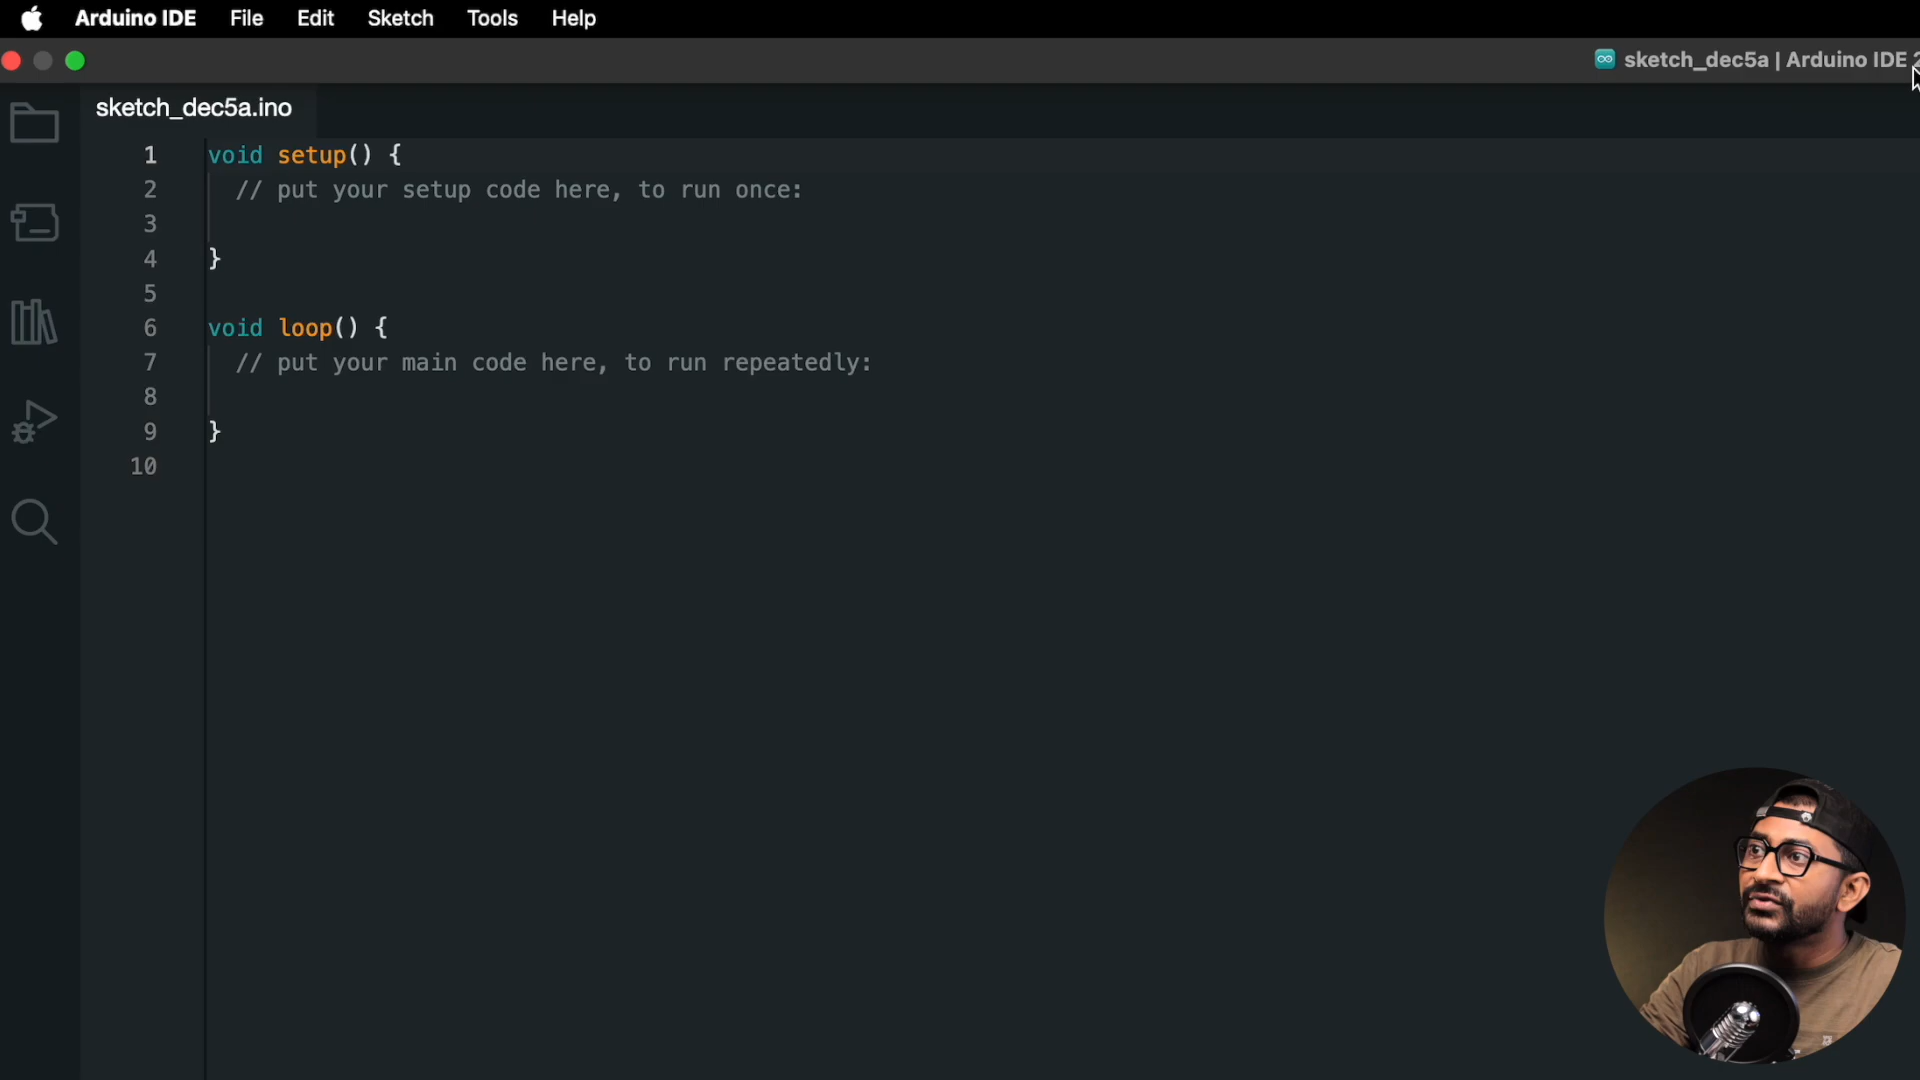 Arduino IDE File Edit Sketch Tools Help
sketch_dec5a | Arduino IDE 2
sketch_dec5a.ino
1 void setup() {
2 // put your setup code here, to run once:
3
4 }
5
6 void loop() {
7 // put your main code here, to run repeatedly:
8
9 }
10